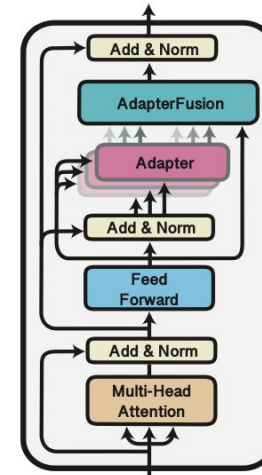 Add & Norm
AdapterFusion
Adapter
Add & Norm
Feed
Forward
Add & Norm
Multi-Head
Attention